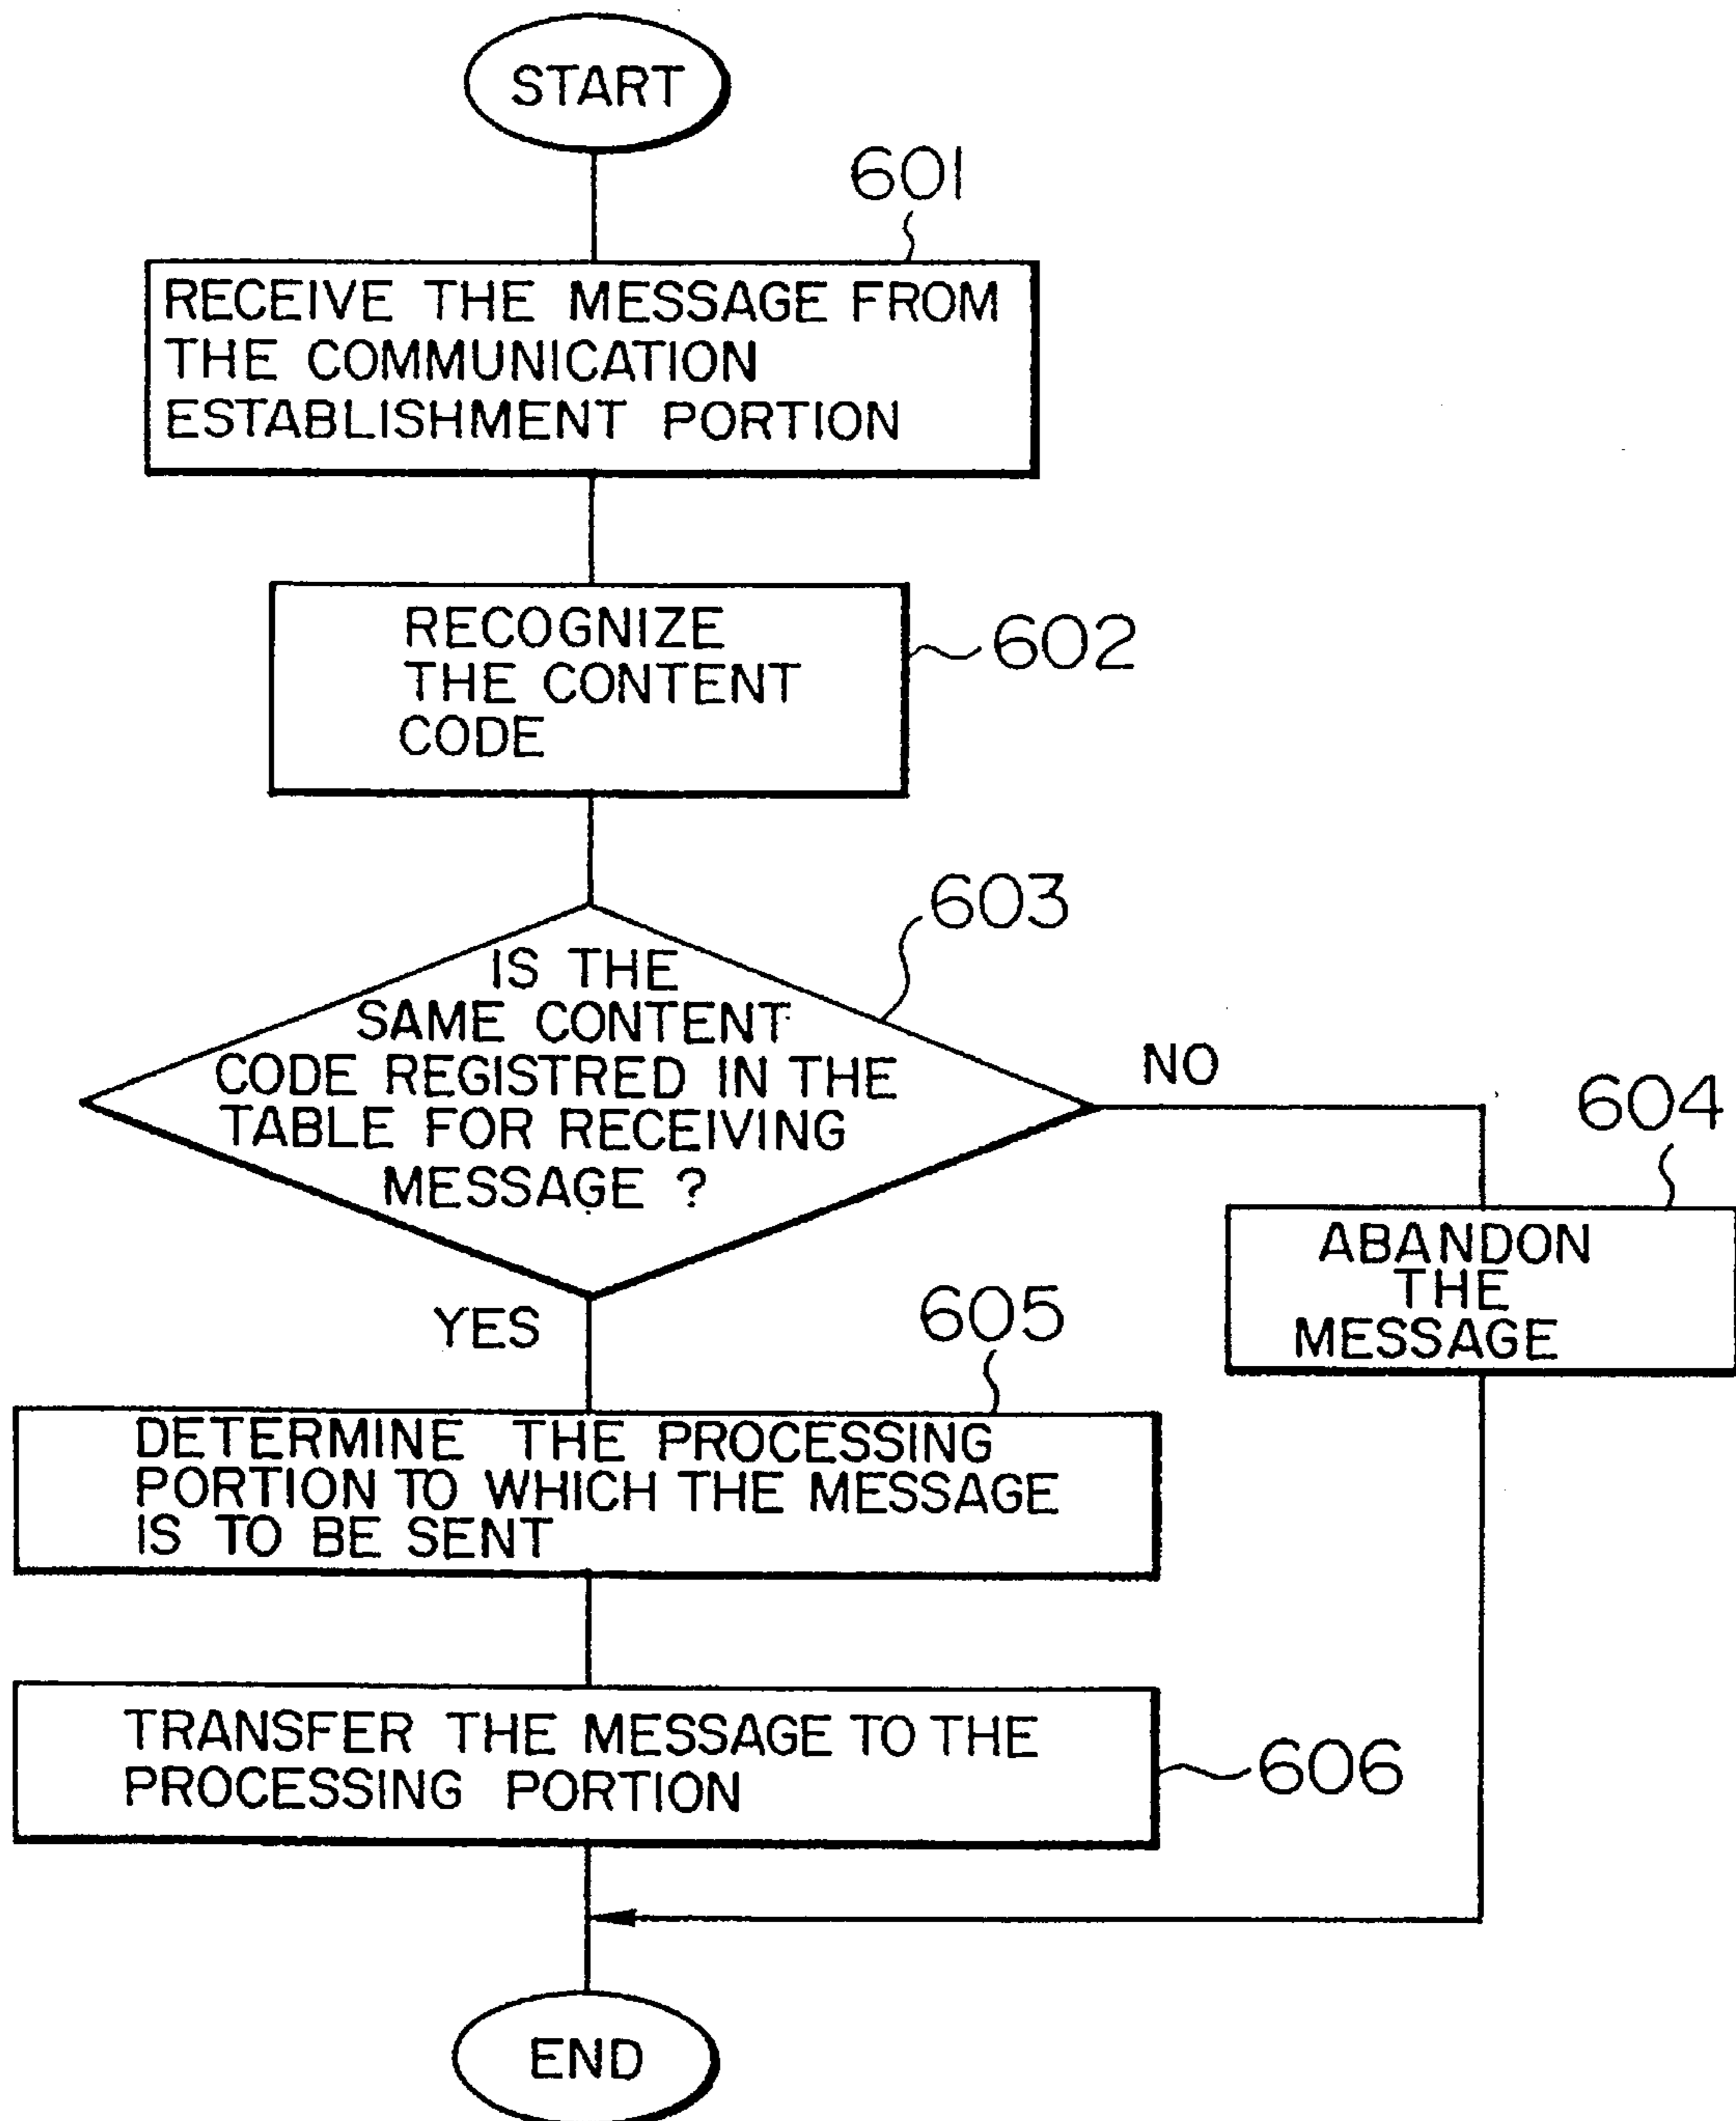 START
601
RECEIVE THE MESSAGE FROM
THE COMMUNICATION
ESTABLISHMENT PORTION
RECOGNIZE
THE CONTENT
CODE
602
603
IS THE
SAME CONTENT
CODE REGISTRED IN THE
TABLE FOR RECEIVING
MESSAGE ?
NO
604
ABANDON
THE
MESSAGE
YES
605
DETERMINE THE PROCESSING
PORTION TO WHICH THE MESSAGE
IS TO BE SENT
TRANSFER THE MESSAGE TO THE
PROCESSING PORTION
606
END